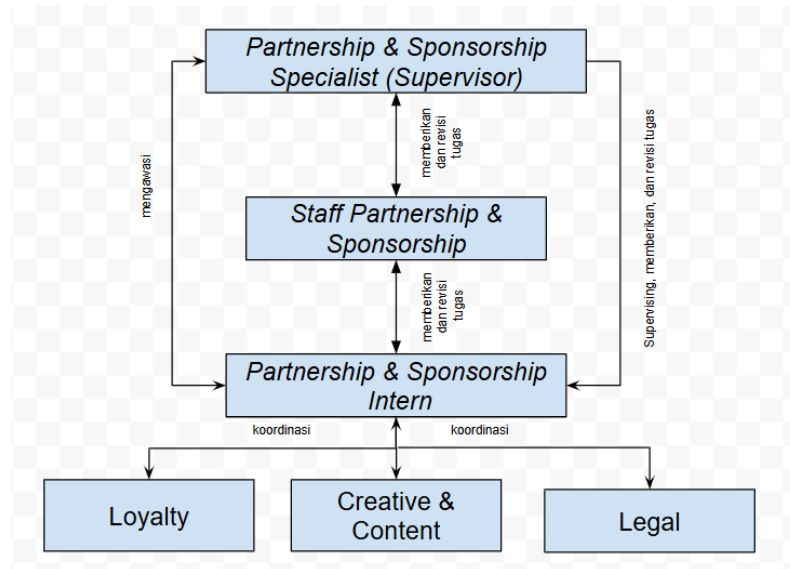 Partnership & Sponsorship
Specialist (Supervisor)
mengawasi
memberikan
dan revisi
tugas
Supervising, memberikan, dan revisi tugas
Staff Partnership &
Sponsorship
memberikan
dan revisi
tugas
Partnership & Sponsorship
Intern
koordinasi
koordinasi
Loyalty
Creative &
Content
Legal